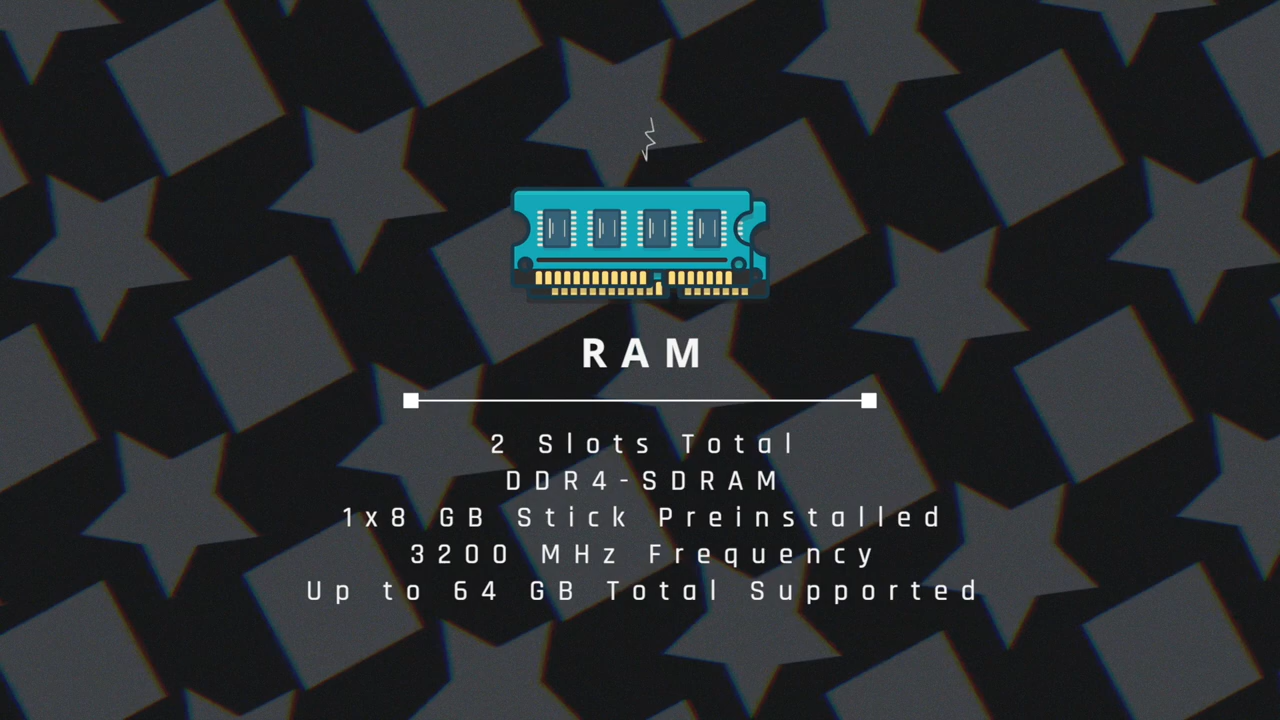 RAM
2 Slots Total
DDR4-SDRAM
1x8 GB Stick Preinstalled
3200 MHz Frequency
Up to 64 GB Total Supported